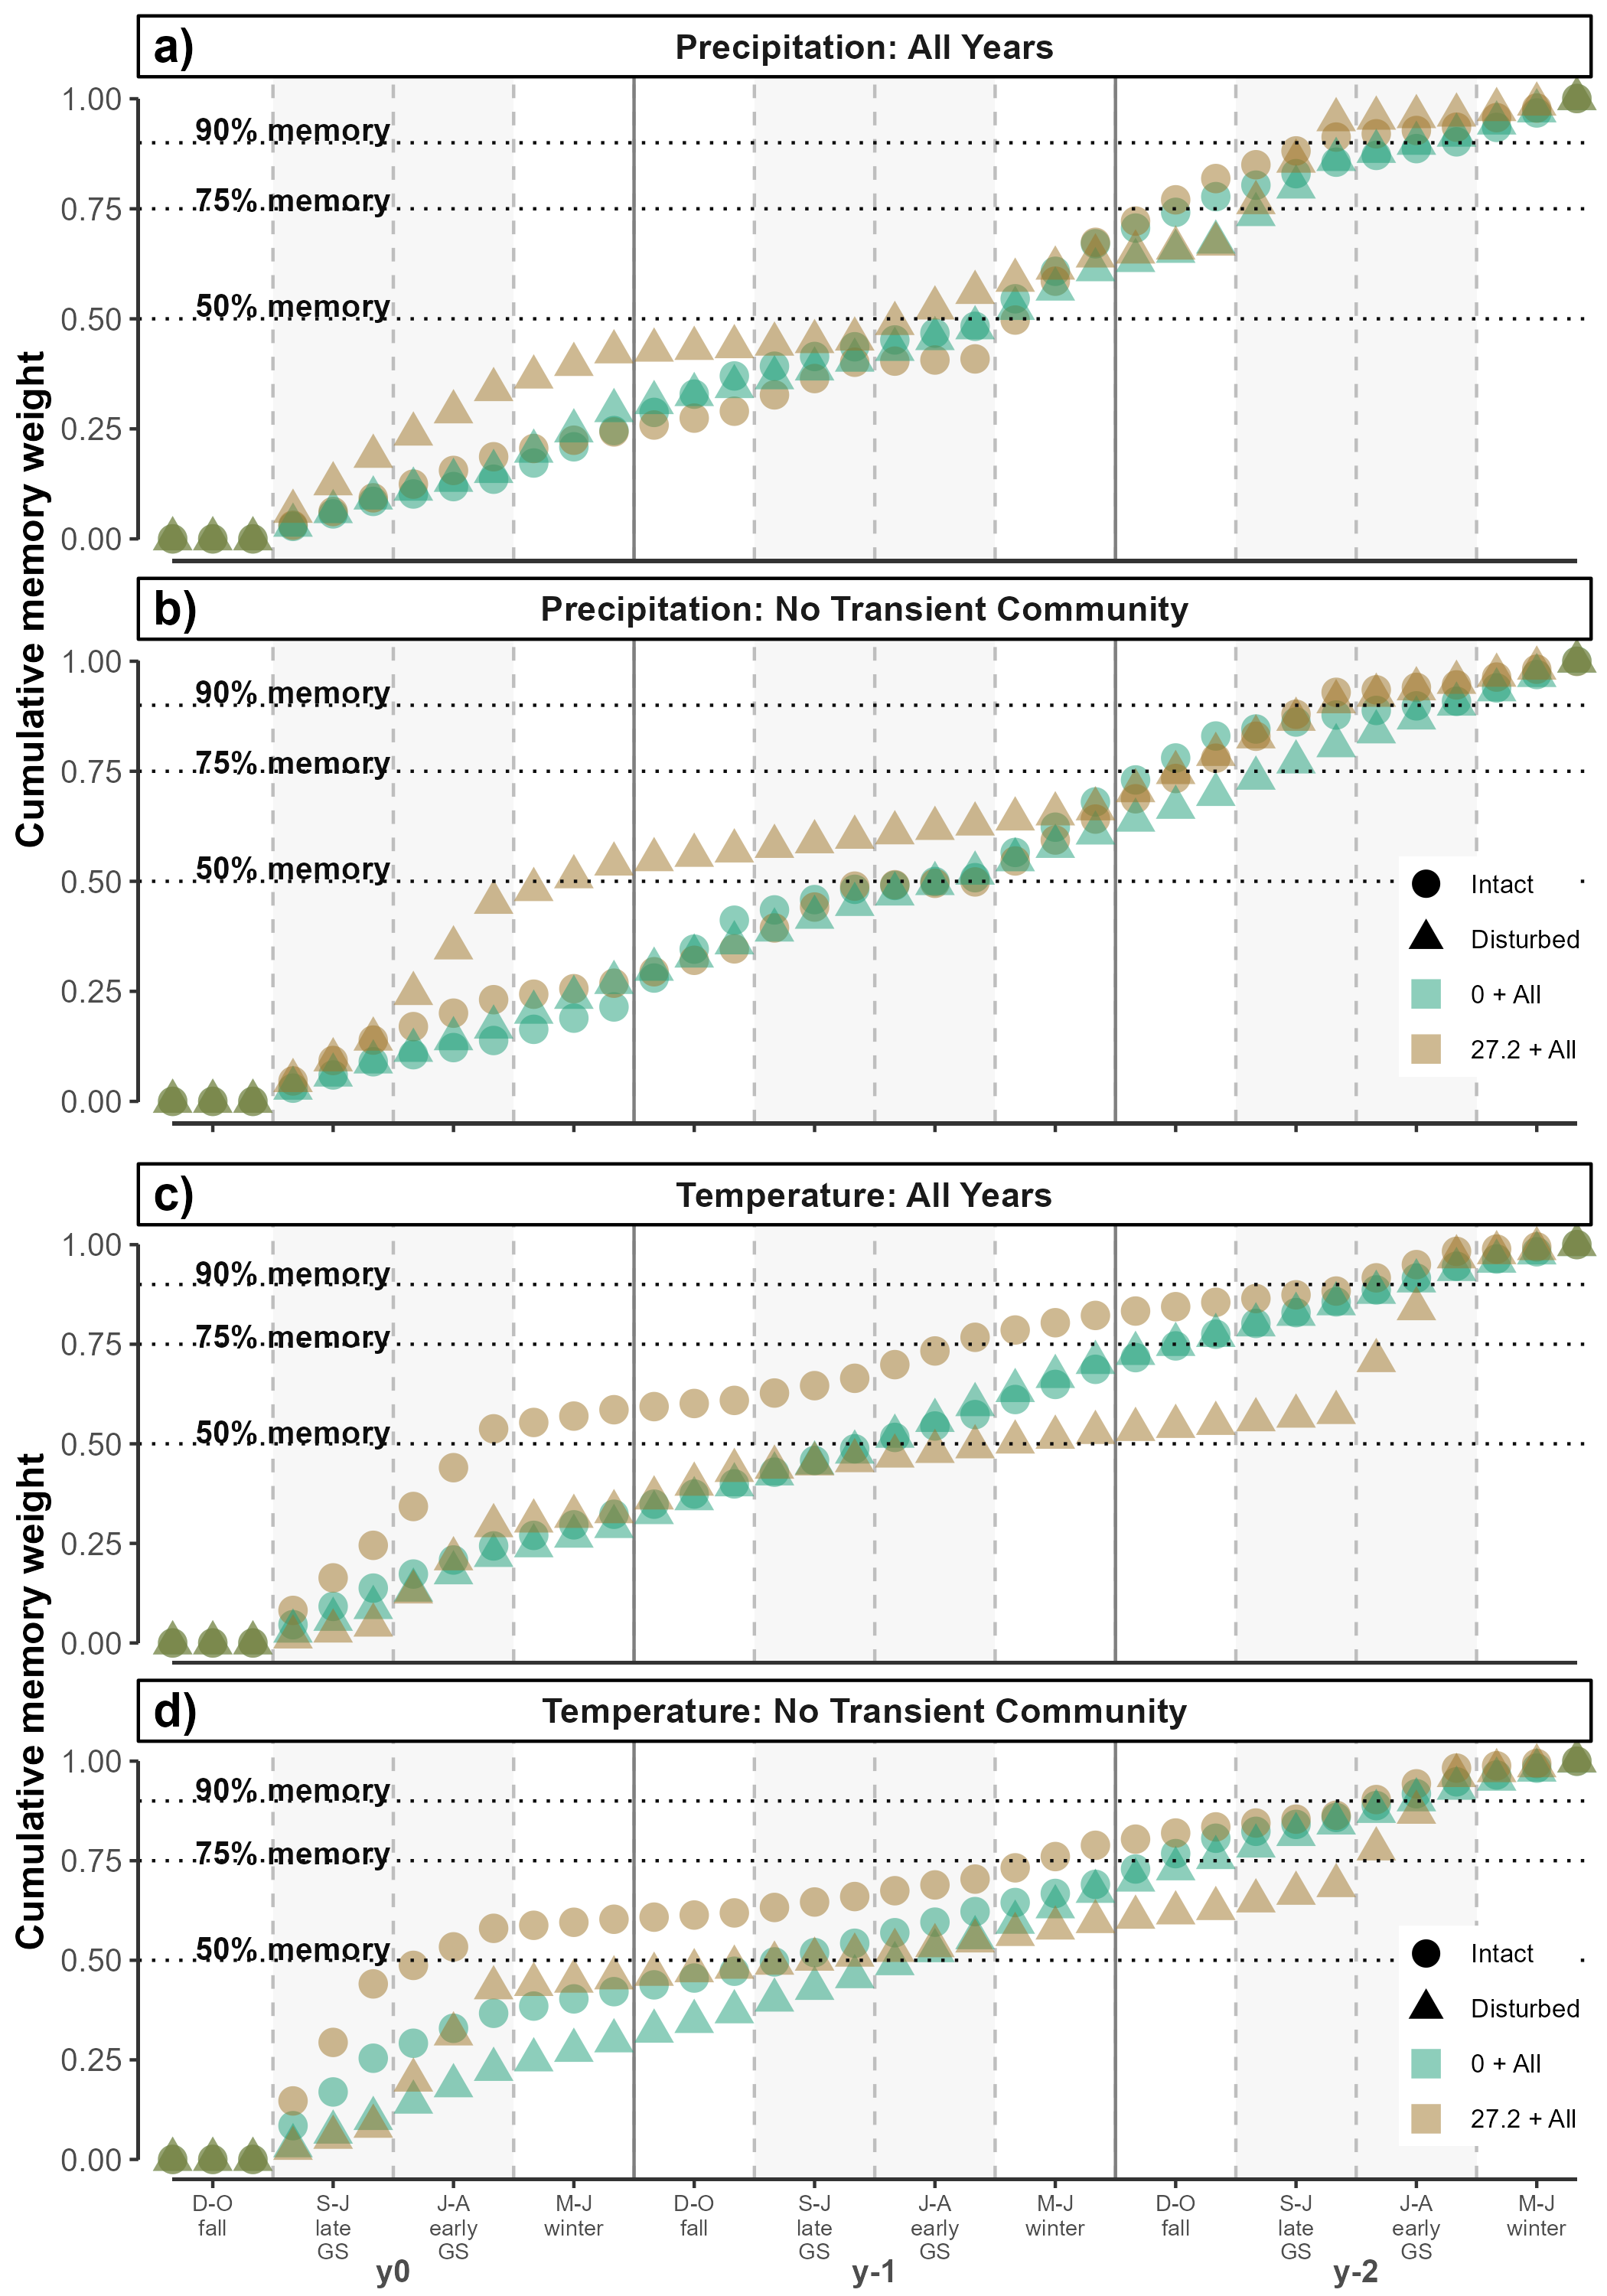 a) Precipitation: All Years
1.00
90% memory
0.75
75% memory
0.50
50% memory
0.25
0.00
Cumulative memory weight
b) Precipitation: No Transient Community
1.00
90% memory
0.75
75% memory
0.50
50% memory
0.25
0.00
Intact
Disturbed
0 + All
27.2 + All
c) Temperature: All Years
1.00
90% memory
0.75
75% memory
0.50
50% memory
0.25
0.00
Cumulative memory weight
d) Temperature: No Transient Community
1.00
90% memory
0.75
75% memory
0.50
50% memory
0.25
0.00
Intact
Disturbed
0 + All
27.2 + All
D-O S-J J-A M-J D-O S-J J-A M-J D-O S-J J-A M-J
fall late early winter fall late early winter fall late early winter
GS GS GS GS GS GS
y0 y-1 y-2